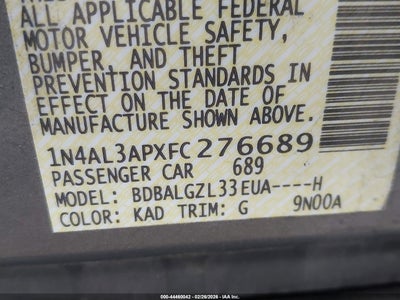 ALL APPLICABLE FEDERAL
MOTOR VEHICLE SAFETY,
BUMPER, AND THEFT
PREVENTION STANDARDS IN
EFFECT ON THE DATE OF
MANUFACTURE SHOWN ABOVE.
1N4AL3APXFC276689
PASSENGER CAR 689
MODEL: BDBALGZL33EUA----H
COLOR: KAD TRIM: G 9N00A
000-44460042 / 02/26/2026 - IAA, Inc.